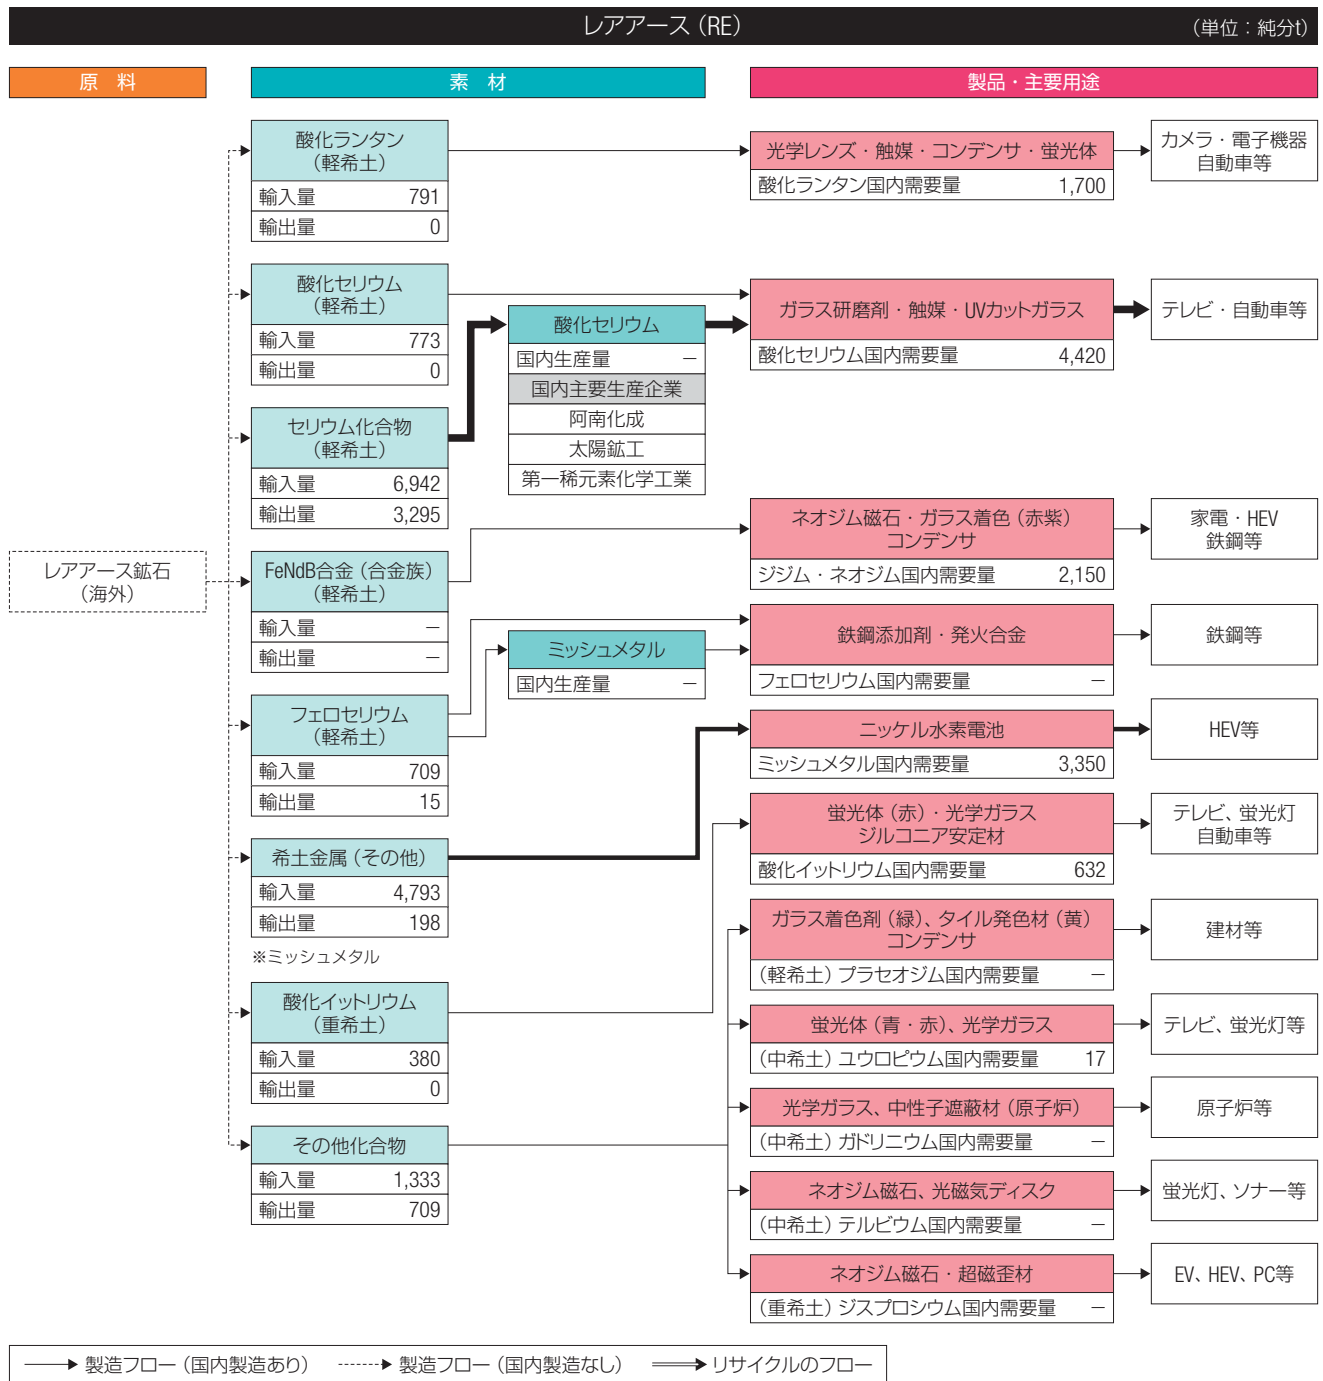 レアアース（RE）
（単位：純分t）
原　料
素　材
製品・主要用途
レアアース鉱石
（海外）
酸化ランタン
（軽希土）
輸入量 791
輸出量 0
酸化セリウム
（軽希土）
輸入量 773
輸出量 0
セリウム化合物
（軽希土）
輸入量 6,942
輸出量 3,295
FeNdB合金（合金族）
（軽希土）
輸入量 －
輸出量 －
フェロセリウム
（軽希土）
輸入量 709
輸出量 15
希土金属（その他）
輸入量 4,793
輸出量 198
※ミッシュメタル
酸化イットリウム
（重希土）
輸入量 380
輸出量 0
その他化合物
輸入量 1,333
輸出量 709
酸化セリウム
国内生産量 －
国内主要生産企業
阿南化成
太陽鉱工
第一稀元素化学工業
ミッシュメタル
国内生産量 －
光学レンズ・触媒・コンデンサ・蛍光体
酸化ランタン国内需要量 1,700
カメラ・電子機器
自動車等
ガラス研磨剤・触媒・UVカットガラス
酸化セリウム国内需要量 4,420
テレビ・自動車等
ネオジム磁石・ガラス着色（赤紫）
コンデンサ
ジジム・ネオジム国内需要量 2,150
家電・HEV
鉄鋼等
鉄鋼添加剤・発火合金
フェロセリウム国内需要量 －
鉄鋼等
ニッケル水素電池
ミッシュメタル国内需要量 3,350
HEV等
蛍光体（赤）・光学ガラス
ジルコニア安定材
酸化イットリウム国内需要量 632
テレビ、蛍光灯
自動車等
ガラス着色剤（緑）、タイル発色材（黄）
コンデンサ
（軽希土）プラセオジム国内需要量 －
建材等
蛍光体（青・赤）、光学ガラス
（中希土）ユウロピウム国内需要量 17
テレビ、蛍光灯等
光学ガラス、中性子遮蔽材（原子炉）
（中希土）ガドリニウム国内需要量 －
原子炉等
ネオジム磁石、光磁気ディスク
（中希土）テルビウム国内需要量 －
蛍光灯、ソナー等
ネオジム磁石・超磁歪材
（重希土）ジスプロシウム国内需要量 －
EV、HEV、PC等
製造フロー（国内製造あり） 製造フロー（国内製造なし） リサイクルのフロー